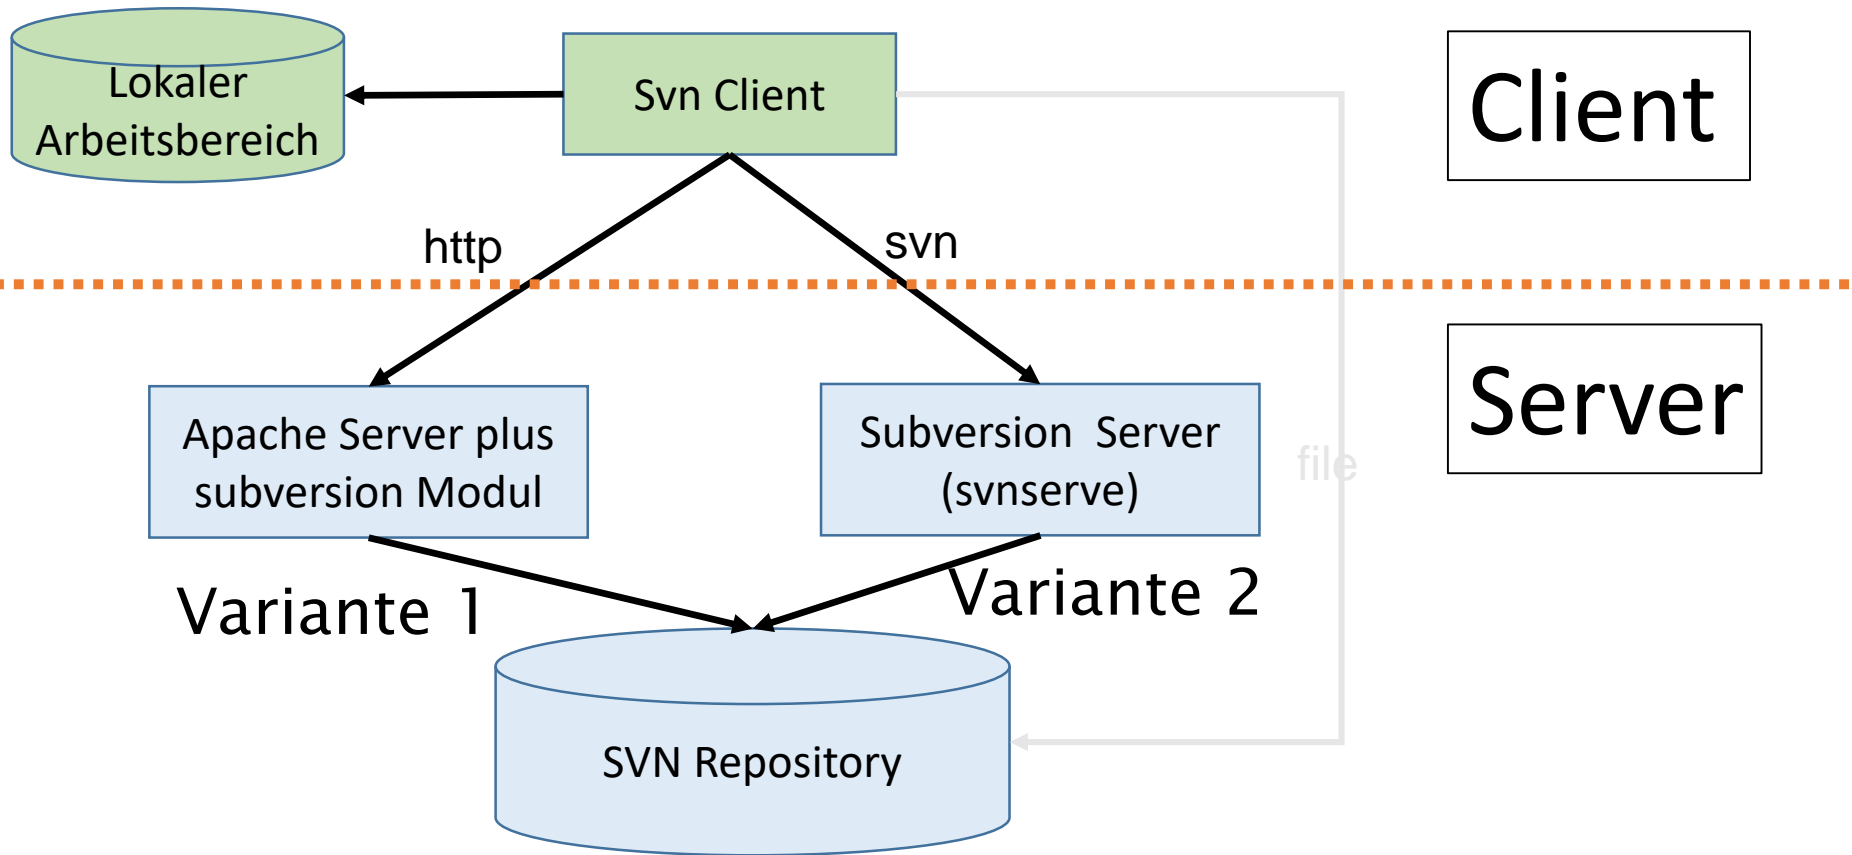 Lokaler
Arbeitsbereich
Svn Client
Client
http
svn
Server
Apache Server plus
subversion Modul
Subversion  Server
(svnserve)
file
Variante 1
Variante 2
SVN Repository